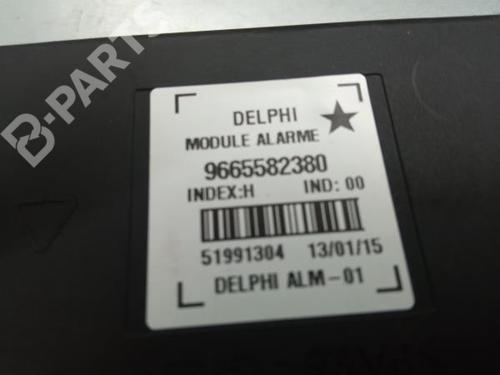 B-PARTS
DELPHI
MODULE ALARME
9665582380
INDEX:H IND: 00
51991304 13/01/15
DELPHI ALM-01